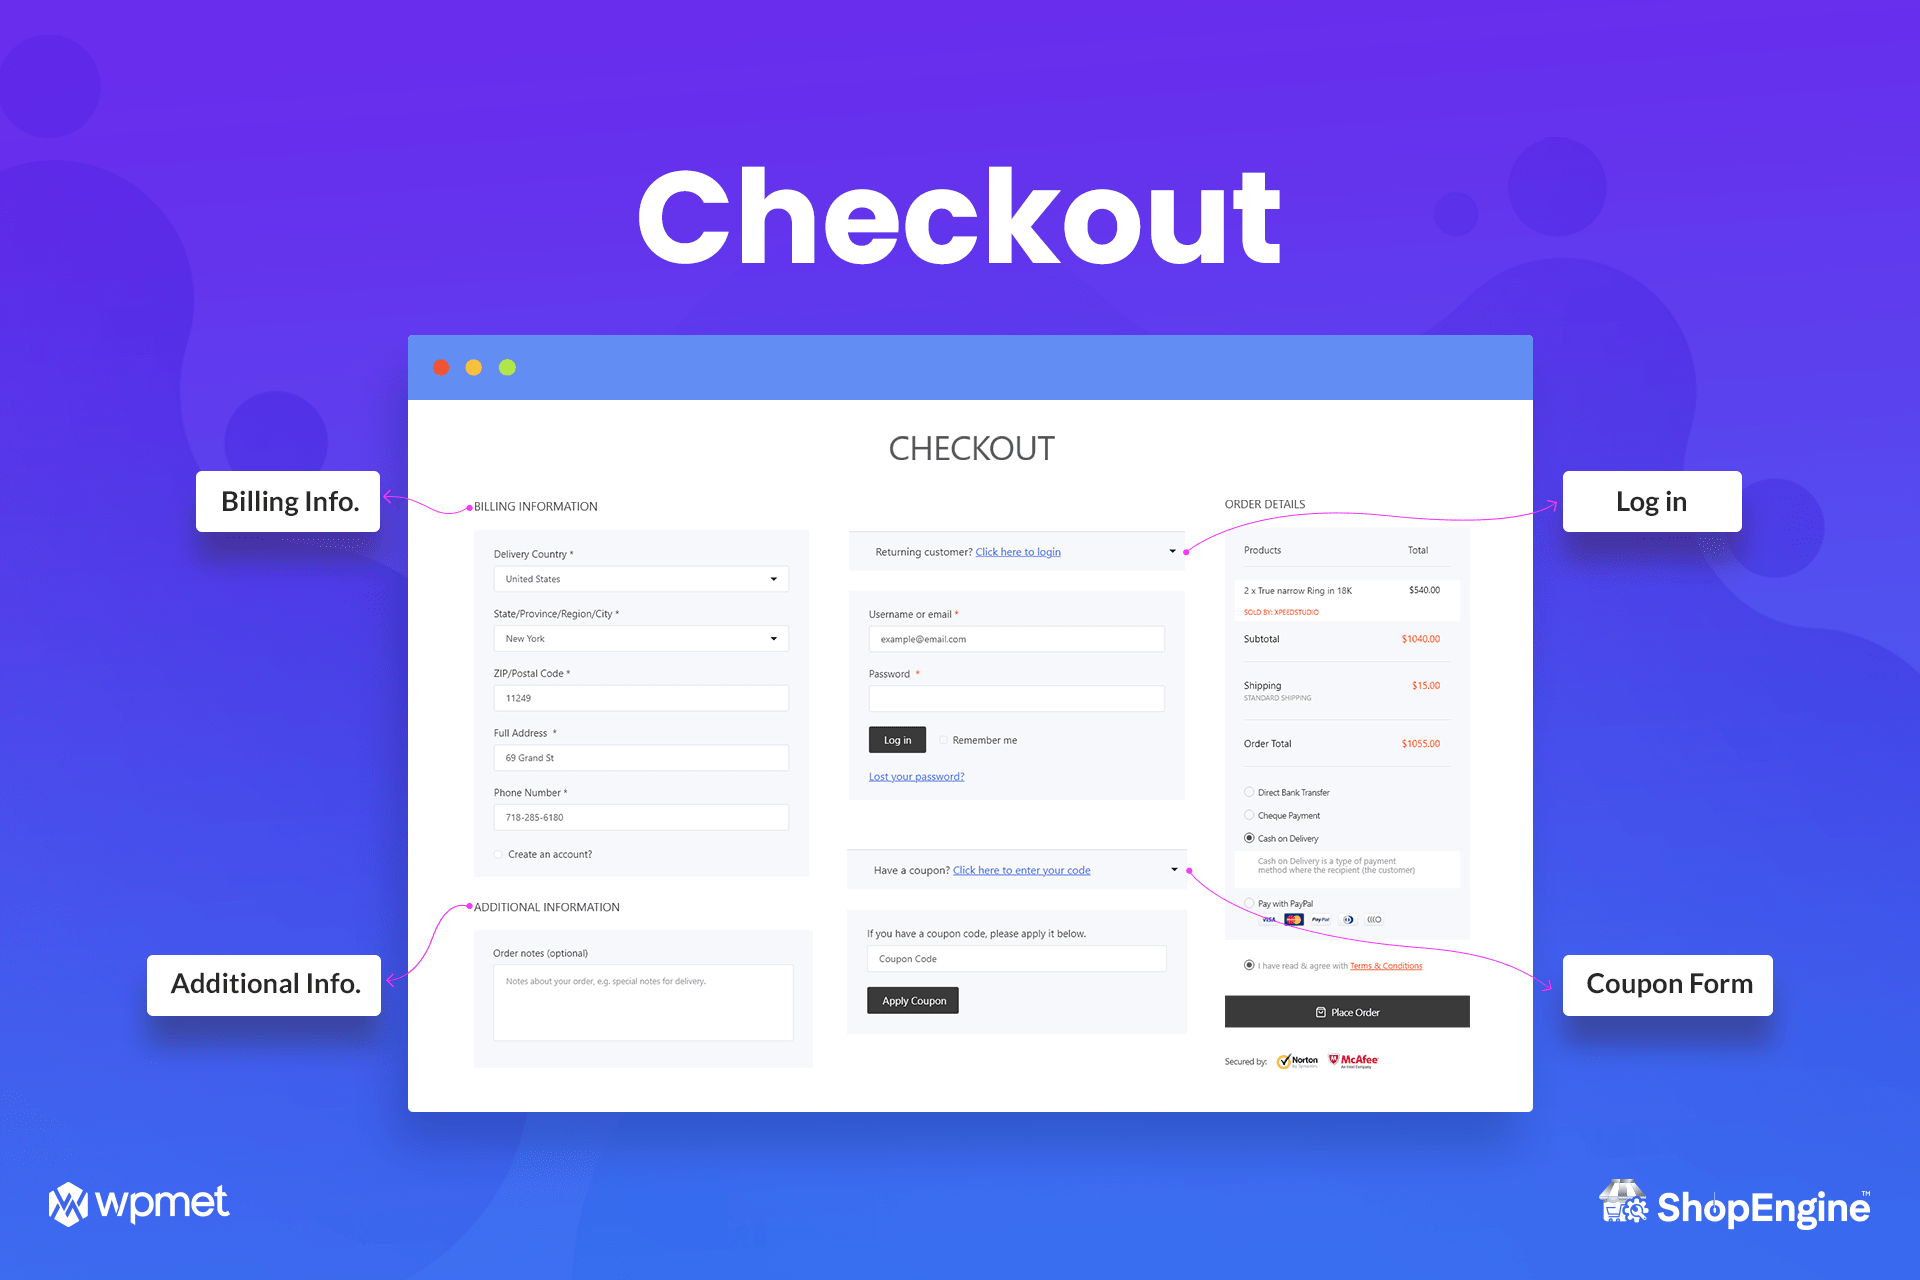 Checkout
CHECKOUT
Billing Info.
BILLING INFORMATION
Delivery Country *
United States
State/Province/Region/City *
New York
ZIP/Postal Code *
11249
Full Address *
69 Grand St
Phone Number *
718-285-6180
Create an account?
Additional Info.
ADDITIONAL INFORMATION
Order notes (optional)
Notes about your order, e.g. special notes for delivery.
Returning customer? Click here to login
Username or email *
example@email.com
Password *
Log in
Remember me
Lost your password?
Have a coupon? Click here to enter your code
If you have a coupon code, please apply it below.
Coupon Code
Apply Coupon
Log in
ORDER DETAILS
Products Total
2 x True narrow Ring in 18K $540.00
SOLD BY: XPEEDSTUDIO
Subtotal $1040.00
Shipping $15.00
STANDARD SHIPPING
Order Total $1055.00
Direct Bank Transfer
Cheque Payment
Cash on Delivery
Cash on Delivery is a type of payment
method where the recipient (the customer)
Pay with PayPal
VISA PayPal
I have read & agree with Terms & Conditions
Place Order
Secured by: Norton McAfee
by Symantec An Intel Company
Coupon Form
wpmet
ShopEngine™